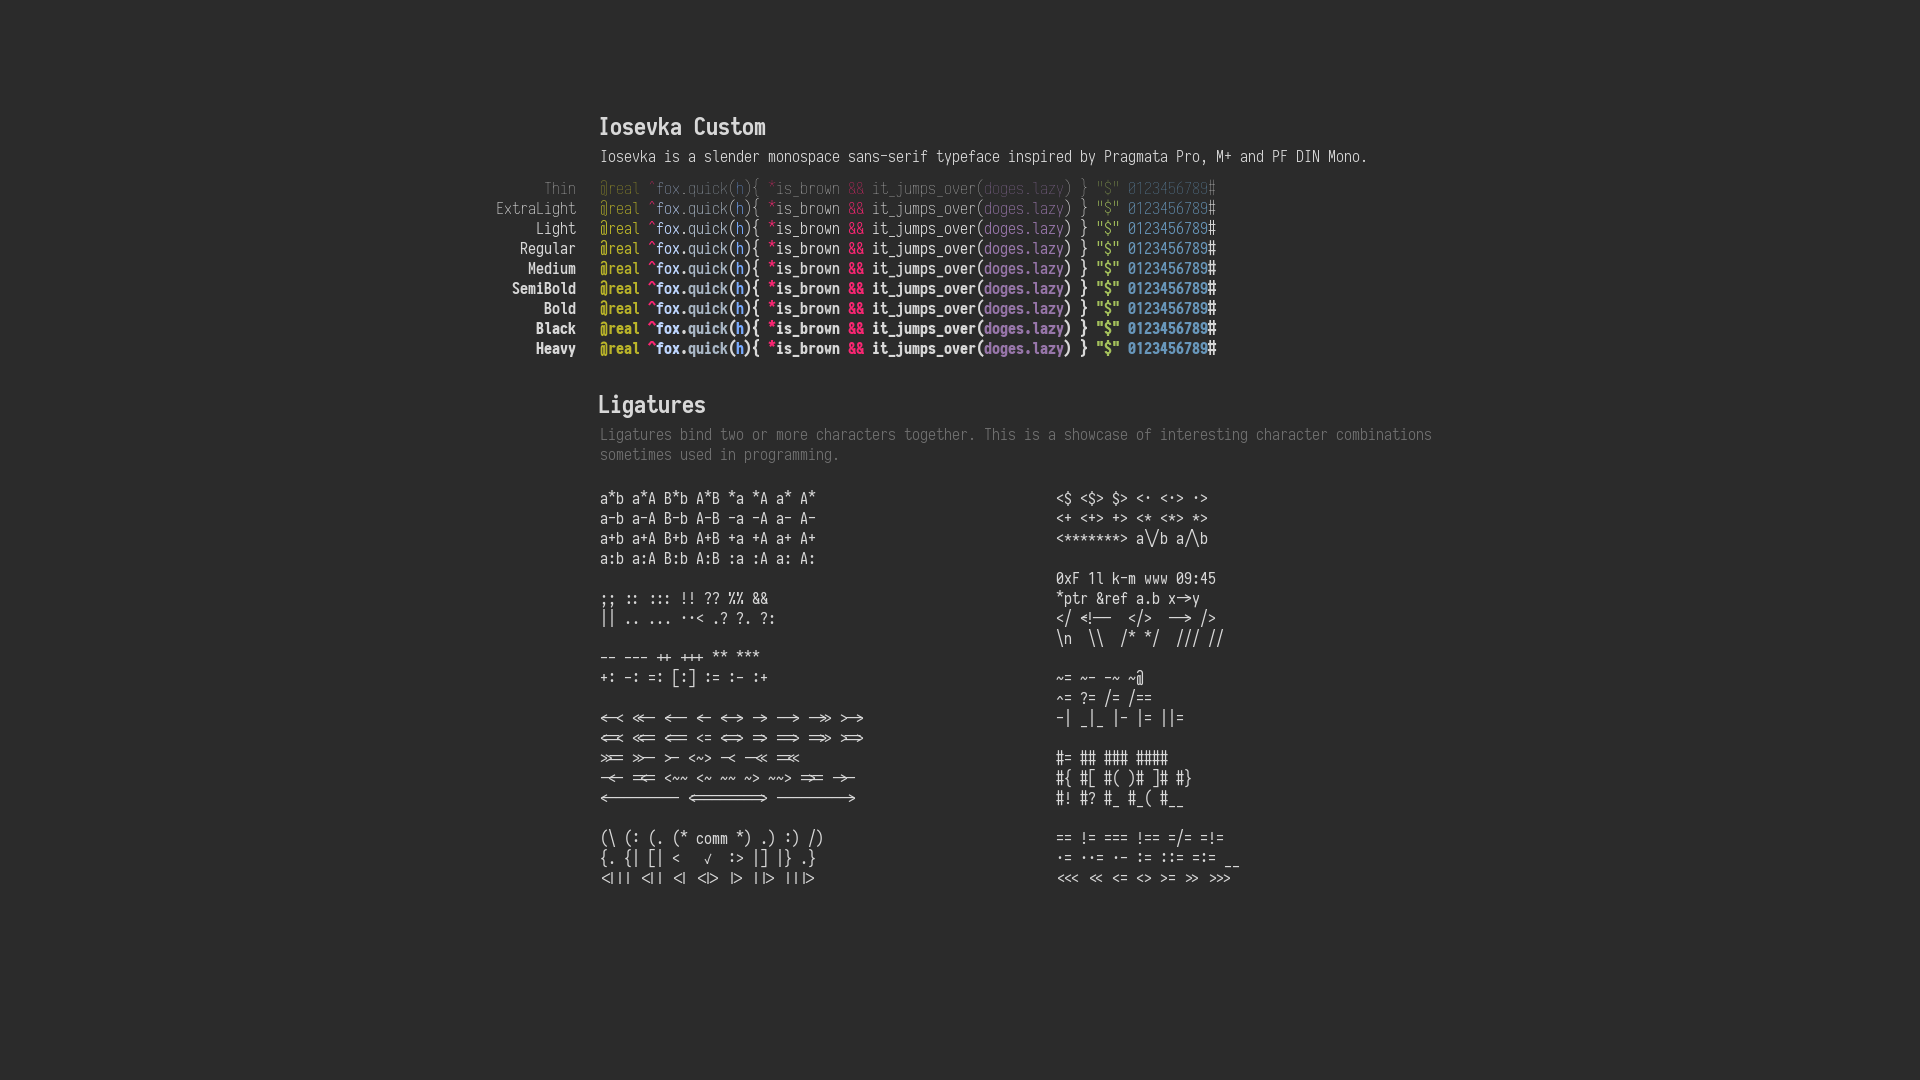 Iosevka Custom
Iosevka is a slender monospace sans-serif typeface inspired by Pragmata Pro, M+ and PF DIN Mono.
Thin @real ^fox.quick(h){ *is_brown && it_jumps_over(doges.lazy) } "$" 0123456789#
ExtraLight @real ^fox.quick(h){ *is_brown && it_jumps_over(doges.lazy) } "$" 0123456789#
Light @real ^fox.quick(h){ *is_brown && it_jumps_over(doges.lazy) } "$" 0123456789#
Regular @real ^fox.quick(h){ *is_brown && it_jumps_over(doges.lazy) } "$" 0123456789#
Medium @real ^fox.quick(h){ *is_brown && it_jumps_over(doges.lazy) } "$" 0123456789#
SemiBold @real ^fox.quick(h){ *is_brown && it_jumps_over(doges.lazy) } "$" 0123456789#
Bold @real ^fox.quick(h){ *is_brown && it_jumps_over(doges.lazy) } "$" 0123456789#
Black @real ^fox.quick(h){ *is_brown && it_jumps_over(doges.lazy) } "$" 0123456789#
Heavy @real ^fox.quick(h){ *is_brown && it_jumps_over(doges.lazy) } "$" 0123456789#
Ligatures
Ligatures bind two or more characters together. This is a showcase of interesting character combinations
sometimes used in programming.
a*b a*A B*b A*B *a *A a* A*
a-b a-A B-b A-B -a -A a- A-
a+b a+A B+b A+B +a +A a+ A+
a:b a:A B:b A:B :a :A a: A:
;; :: ::: !! ?? %% &&
|| .. ... ..< .? ?. ?:
-- --- ++ +++ ** ***
+: -: =: [:] := :- :+
<-< <<- <-- <- <-> -> --> ->> >->
<=< <<= <== <= <=> => ==> =>> >=>
>>= >>- >- <~> -< -<< =<<
-<- =<= <~~ <~ ~~ ~> ~~> =>= ->-
<--------- <========> --------->
(\ (: (. (* comm *) .) :) /)
{. {| [| < √ :> |] |} .}
<||| <|| <| <|> |> ||> |||>
<$ <$> $> <. <.> .>
<+ <+> +> <* <*> *>
<*******> a\/b a/\b
0xF 1l k-m www 09:45
*ptr &ref a.b x->y
</ <!-- </> --> />
\n \\ /* */ /// //
~= ~- -~ ~@
^= ?= /= /==
-| _|_ |- |= ||=
#= ## ### ####
#{ #[ #( )# ]# #}
#! #? #_ #_( #__
== != === !== =/= =!=
.= ..= .- := ::= =:= __
<<< << <= <> >= >> >>>